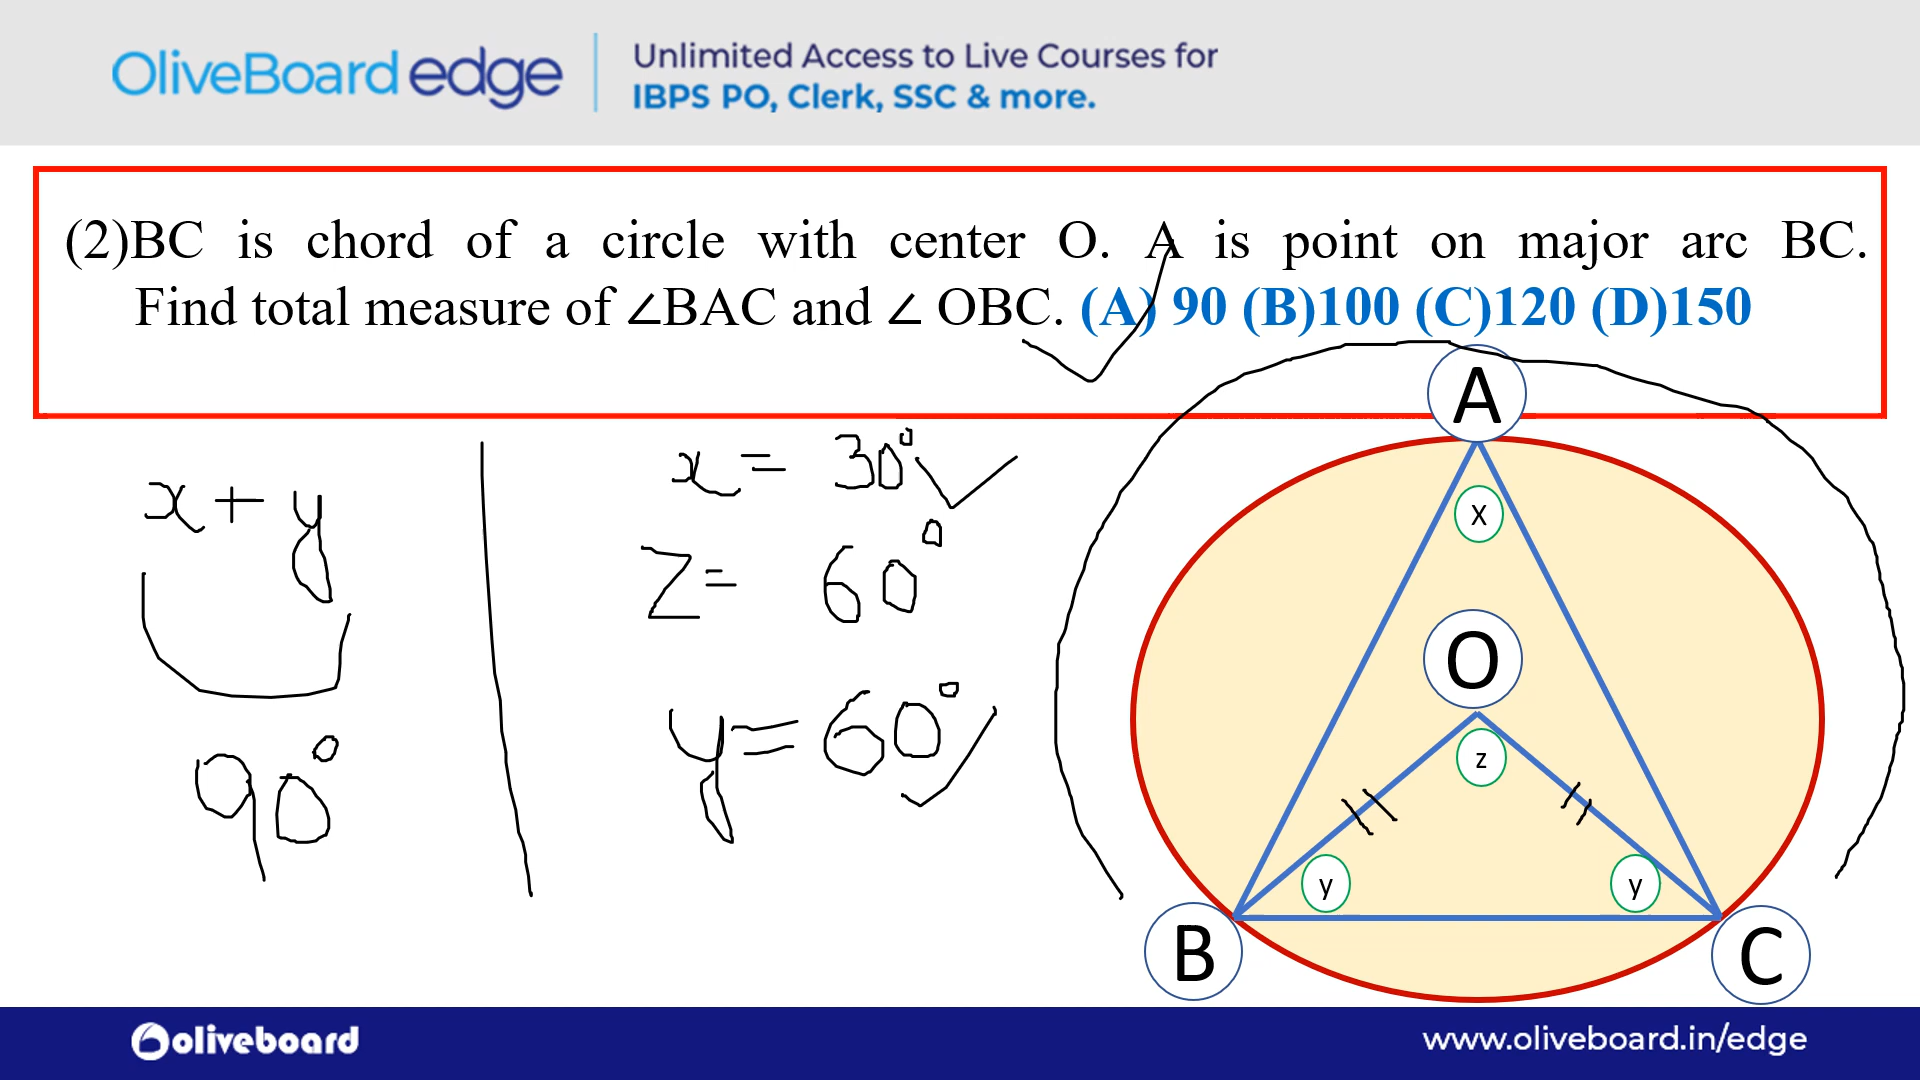 OliveBoard edge
Unlimited Access to Live Courses for
IBPS PO, Clerk, SSC & more.
(2)BC is chord of a circle with center O. A is point on major arc BC.
Find total measure of ∠BAC and ∠ OBC. (A) 90 (B)100 (C)120 (D)150
x + y
90°
x = 30°
z = 60°
y = 60°
A
x
O
z
y
y
B
C
oliveboard
www.oliveboard.in/edge